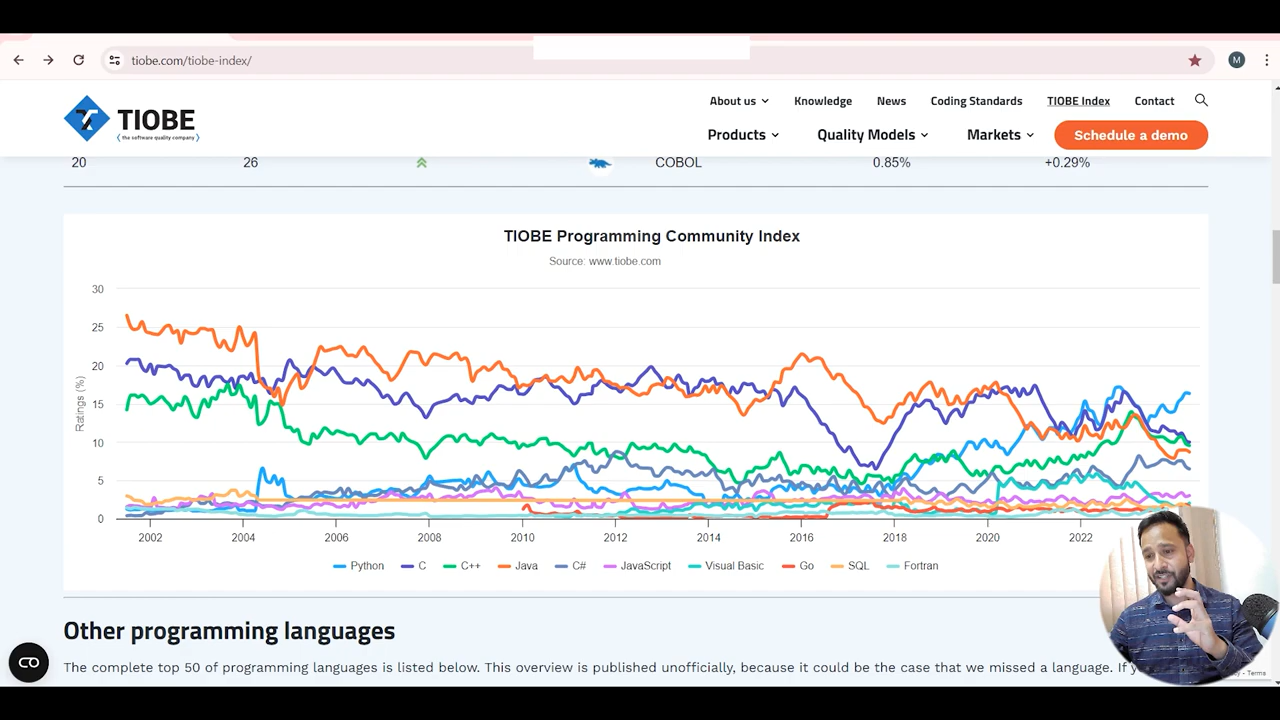 tiobe.com/tiobe-index/
M
About us Knowledge News Coding Standards TIOBE Index Contact
TIOBE
(the software quality company)
Products Quality Models Markets Schedule a demo
20 26 COBOL 0.85% +0.29%
TIOBE Programming Community Index
Source: www.tiobe.com
Ratings (%)
30
25
20
15
10
5
0
2002 2004 2006 2008 2010 2012 2014 2016 2018 2020 2022
Python C C++ Java C# JavaScript Visual Basic Go SQL Fortran
Other programming languages
The complete top 50 of programming languages is listed below. This overview is published unofficially, because it could be the case that we missed a language. If
- Terms